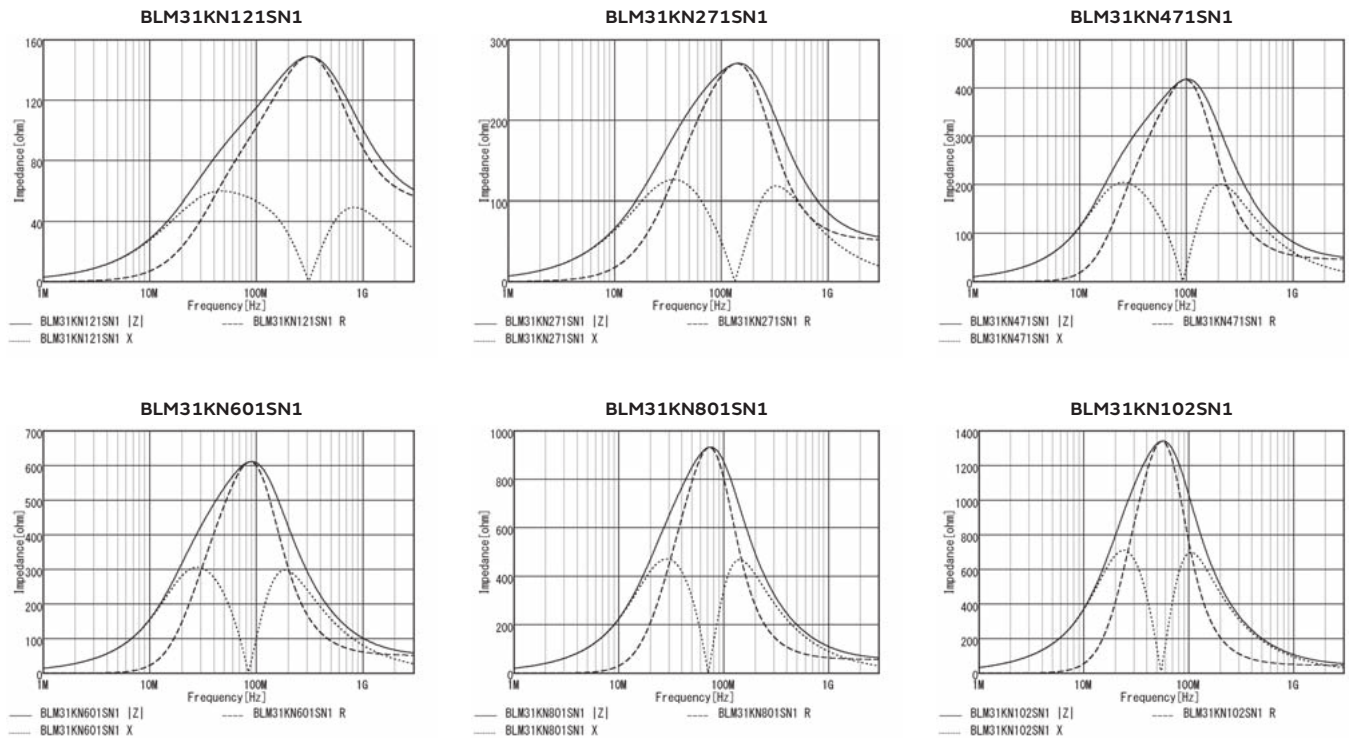 BLM31KN121SN1
160
120
80
40
0
Impedance[ohm]
1M 10M 100M 1G
Frequency[Hz]
BLM31KN121SN1 |Z| BLM31KN121SN1 R
BLM31KN121SN1 X
BLM31KN271SN1
300
200
100
0
Impedance[ohm]
1M 10M 100M 1G
Frequency[Hz]
BLM31KN271SN1 |Z| BLM31KN271SN1 R
BLM31KN271SN1 X
BLM31KN471SN1
500
400
300
200
100
0
Impedance[ohm]
1M 10M 100M 1G
Frequency[Hz]
BLM31KN471SN1 |Z| BLM31KN471SN1 R
BLM31KN471SN1 X
BLM31KN601SN1
700
600
500
400
300
200
100
0
Impedance[ohm]
1M 10M 100M 1G
Frequency[Hz]
BLM31KN601SN1 |Z| BLM31KN601SN1 R
BLM31KN601SN1 X
BLM31KN801SN1
1000
800
600
400
200
0
Impedance[ohm]
1M 10M 100M 1G
Frequency[Hz]
BLM31KN801SN1 |Z| BLM31KN801SN1 R
BLM31KN801SN1 X
BLM31KN102SN1
1400
1200
1000
800
600
400
200
0
Impedance[ohm]
1M 10M 100M 1G
Frequency[Hz]
BLM31KN102SN1 |Z| BLM31KN102SN1 R
BLM31KN102SN1 X